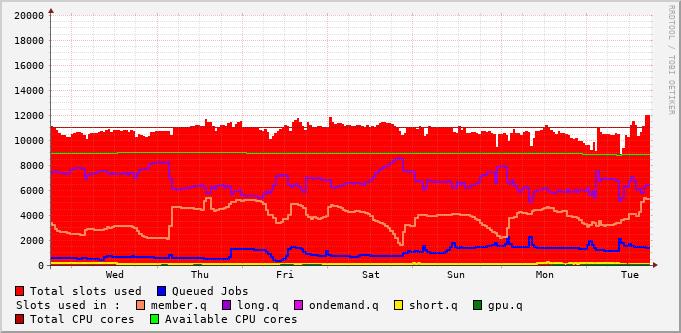 20000
18000
16000
14000
12000
10000
8000
6000
4000
2000
0
Wed Thu Fri Sat Sun Mon Tue
RRDTOOL / TOBI OETIKER
Total slots used Queued Jobs
Slots used in : member.q long.q ondemand.q short.q gpu.q
Total CPU cores Available CPU cores